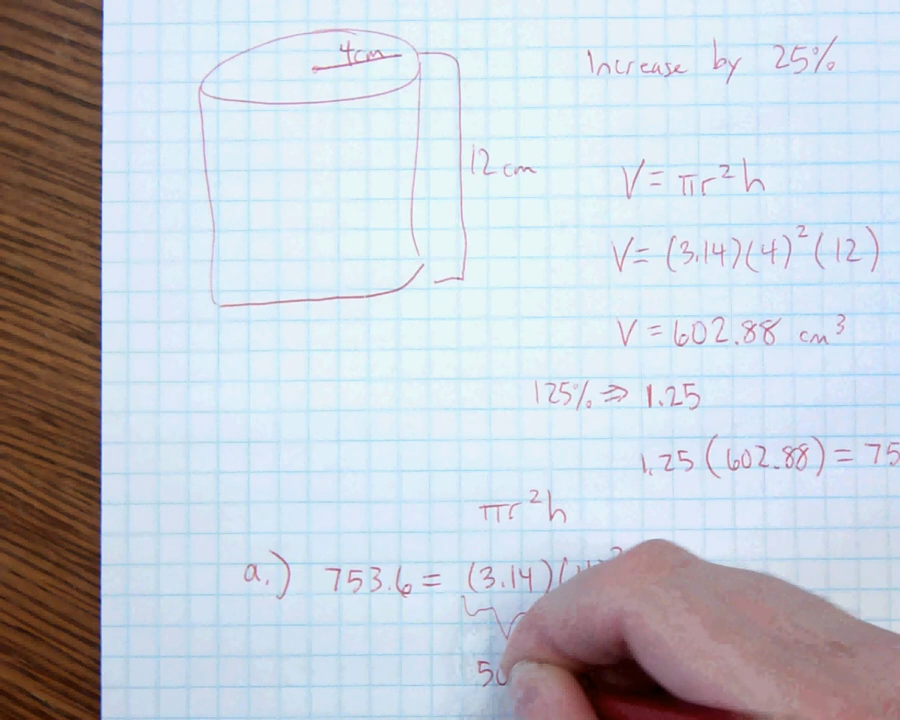 4cm
Increase by 25%
12 cm
V = πr²h
V = (3.14)(4)²(12)
V = 602.88 cm³
125% ⇒ 1.25
1.25 (602.88) = 75
πr²h
a.) 753.6 = (3.14)(